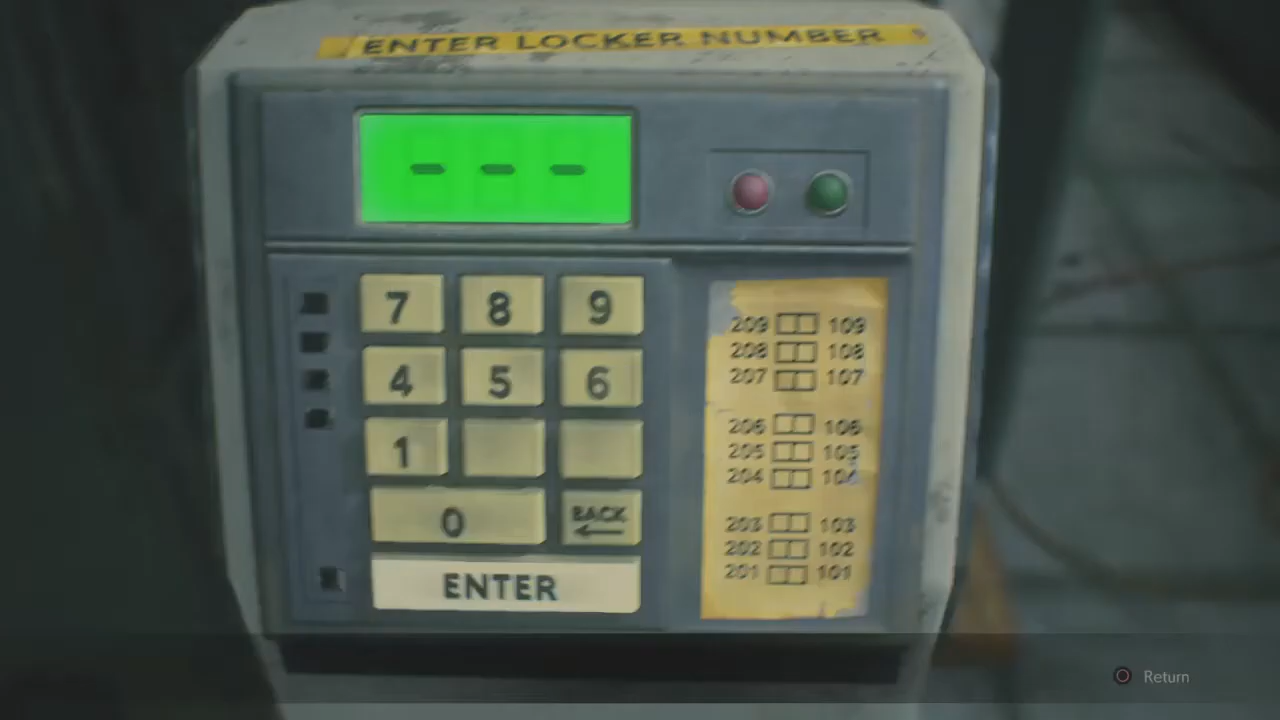 ENTER LOCKER NUMBER
- - -
7 8 9
4 5 6
1
0 BACK
ENTER
209 109
208 108
207 107
206 106
205 105
204 104
203 103
202 102
201 101
Return